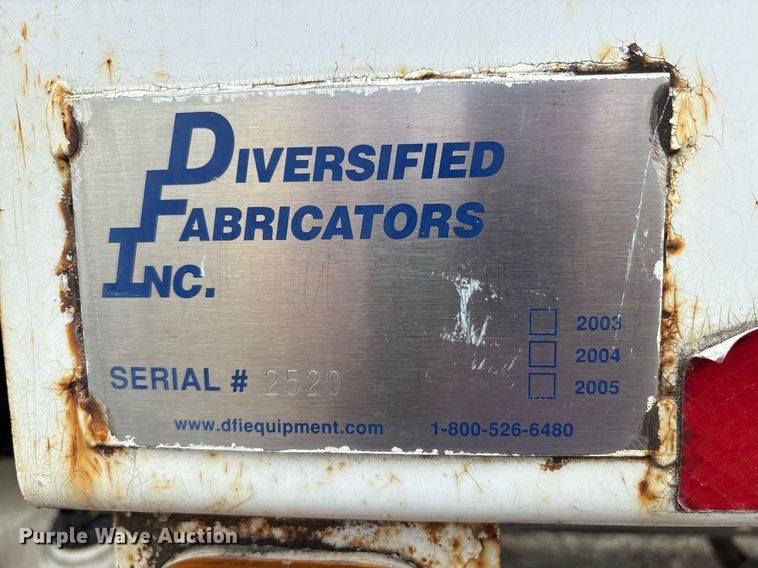 DIVERSIFIED
FABRICATORS
INC.
2003
2004
SERIAL # 2520
2005
www.dfiequipment.com 1-800-526-6480
Purple Wave Auction